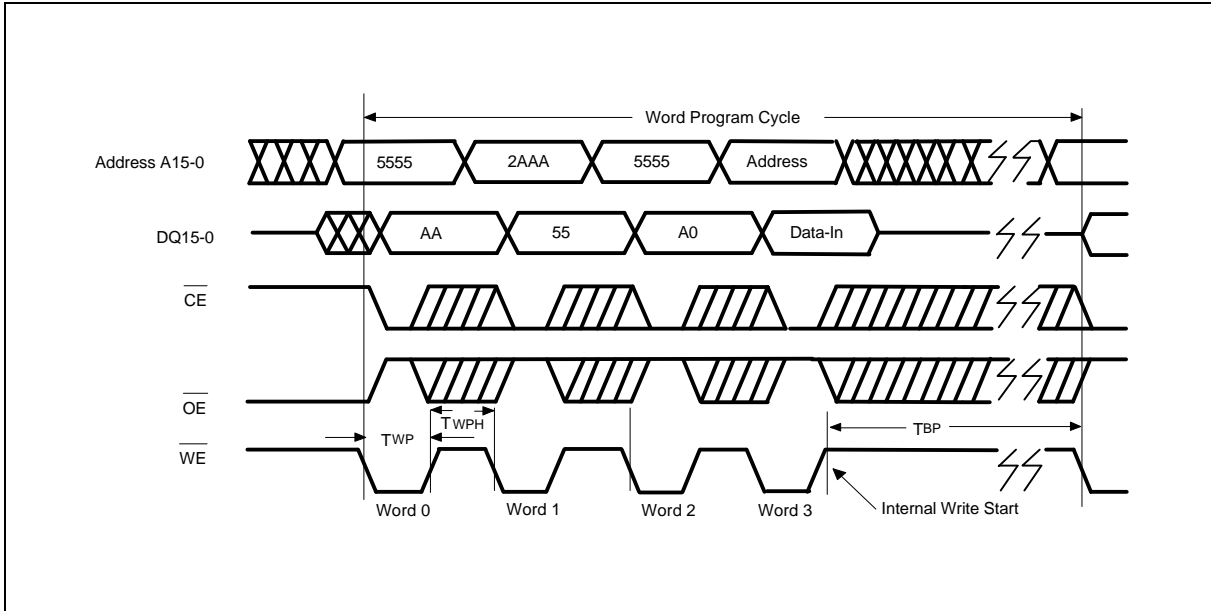 Word Program Cycle
Address A15-0
5555
2AAA
5555
Address
DQ15-0
AA
55
A0
Data-In
CE
OE
TWP
TWPH
TBP
WE
Word 0
Word 1
Word 2
Word 3
Internal Write Start